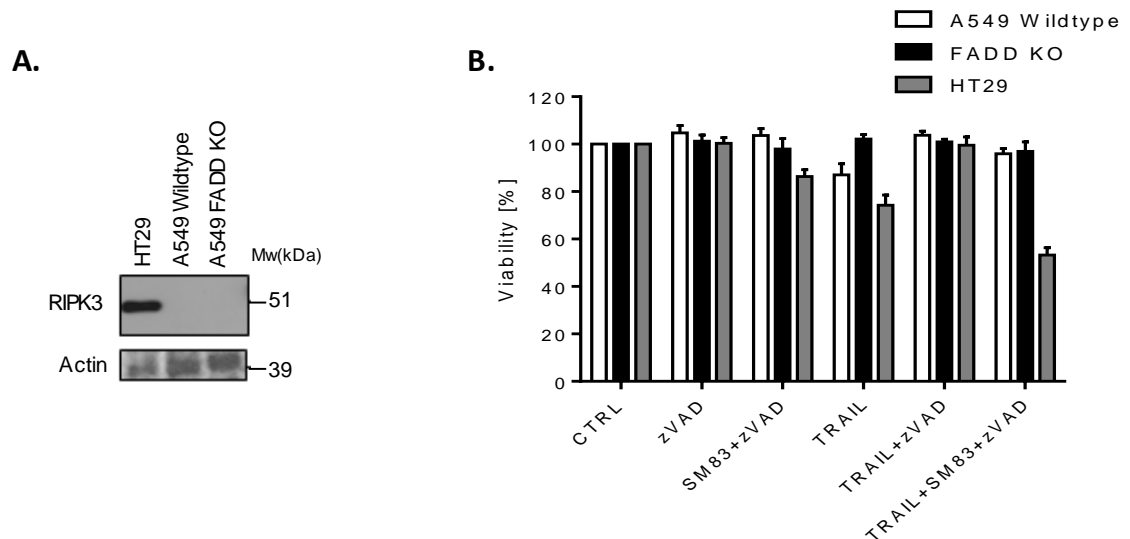 A.
HT29
A549 Wildtype
A549 FADD KO
Mw(kDa)
RIPK3
51
Actin
39
B.
A549 Wildtype
FADD KO
HT29
Viability [%]
120
100
80
60
40
20
0
CTRL
zVAD
SM83+zVAD
TRAIL
TRAIL+zVAD
TRAIL+SM83+zVAD